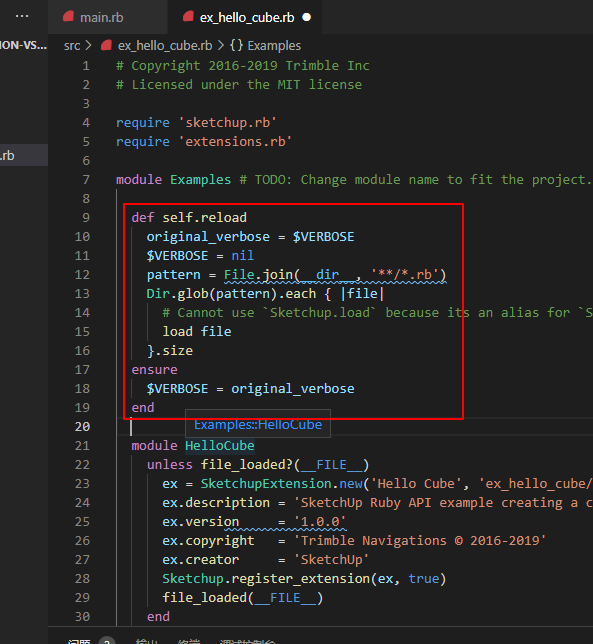 ··· main.rb ex_hello_cube.rb ●
ION-VS... src > ex_hello_cube.rb > {} Examples
1 # Copyright 2016-2019 Trimble Inc
2 # Licensed under the MIT license
3
4 require 'sketchup.rb'
5 require 'extensions.rb'
.rb
6
7 module Examples # TODO: Change module name to fit the project.
8
9 def self.reload
10 original_verbose = $VERBOSE
11 $VERBOSE = nil
12 pattern = File.join(__dir__, '**/*.rb')
13 Dir.glob(pattern).each { |file|
14 # Cannot use `Sketchup.load` because its an alias for `S
15 load file
16 }.size
17 ensure
18 $VERBOSE = original_verbose
19 end
20
Examples::HelloCube
21 module HelloCube
22 unless file_loaded?(__FILE__)
23 ex = SketchupExtension.new('Hello Cube', 'ex_hello_cube/
24 ex.description = 'SketchUp Ruby API example creating a c
25 ex.version = '1.0.0'
26 ex.copyright = 'Trimble Navigations © 2016-2019'
27 ex.creator = 'SketchUp'
28 Sketchup.register_extension(ex, true)
29 file_loaded(__FILE__)
30 end